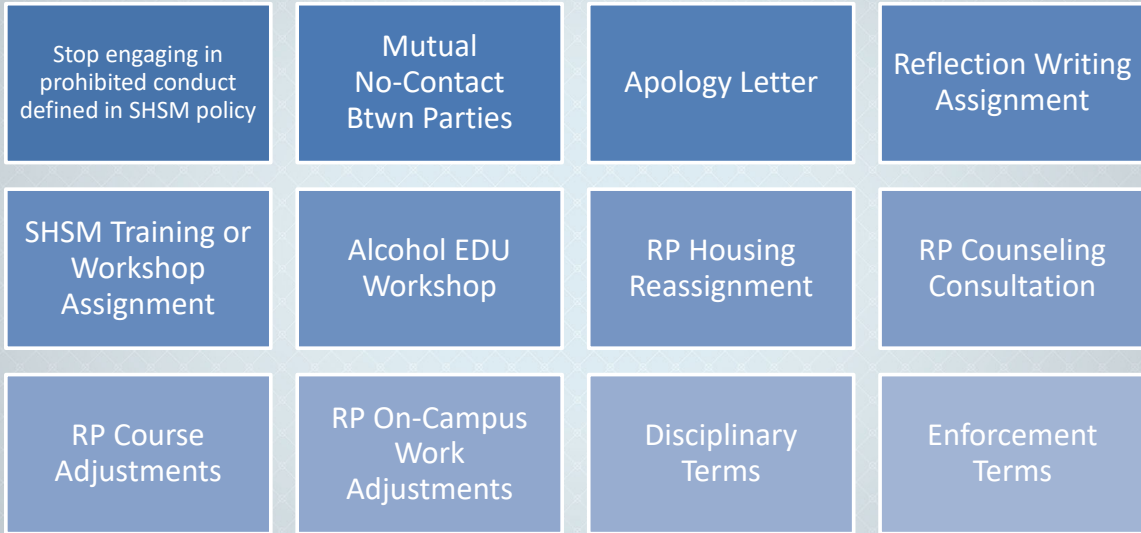 Stop engaging in
prohibited conduct
defined in SHSM policy
Mutual
No-Contact
Btwn Parties
Apology Letter
Reflection Writing
Assignment
SHSM Training or
Workshop
Assignment
Alcohol EDU
Workshop
RP Housing
Reassignment
RP Counseling
Consultation
RP Course
Adjustments
RP On-Campus
Work
Adjustments
Disciplinary
Terms
Enforcement
Terms